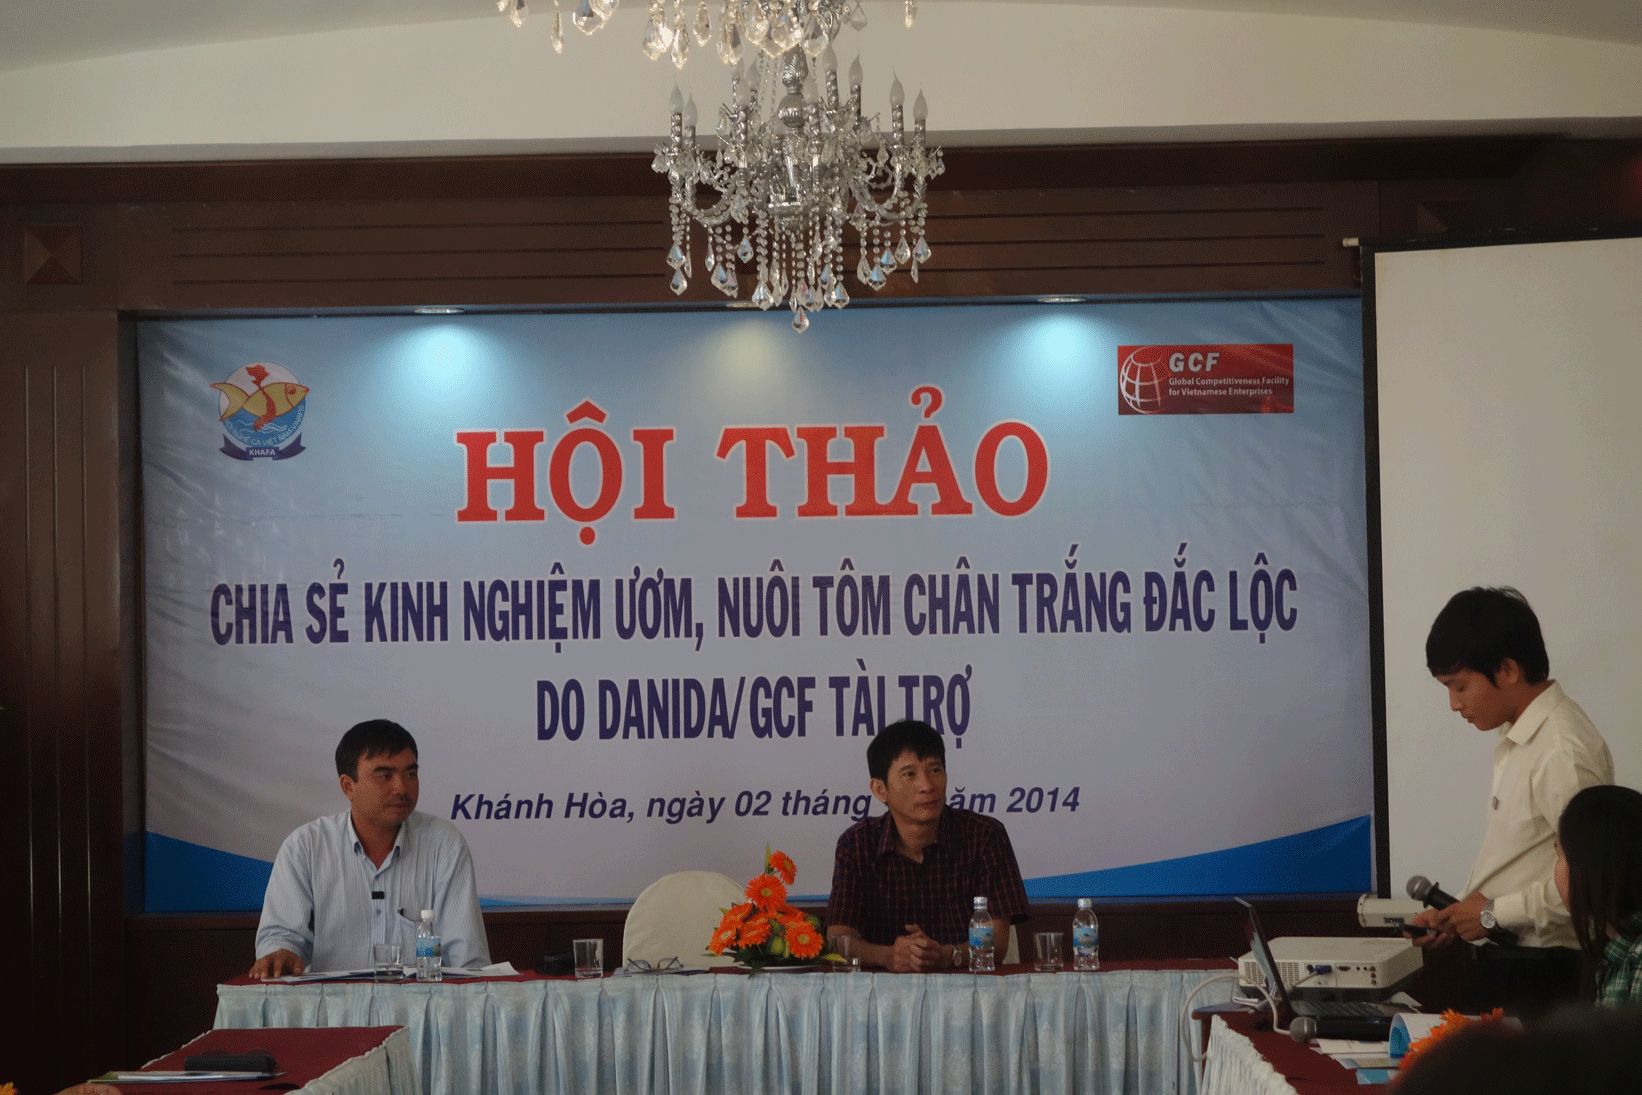 GCF
Global Competitiveness Facility
for Vietnamese Enterprises
KHAFA
HỘI THẢO
CHIA SẺ KINH NGHIỆM ƯƠM, NUÔI TÔM CHÂN TRẮNG ĐẮC LỘC
DO DANIDA/GCF TÀI TRỢ
Khánh Hòa, ngày 02 tháng năm 2014